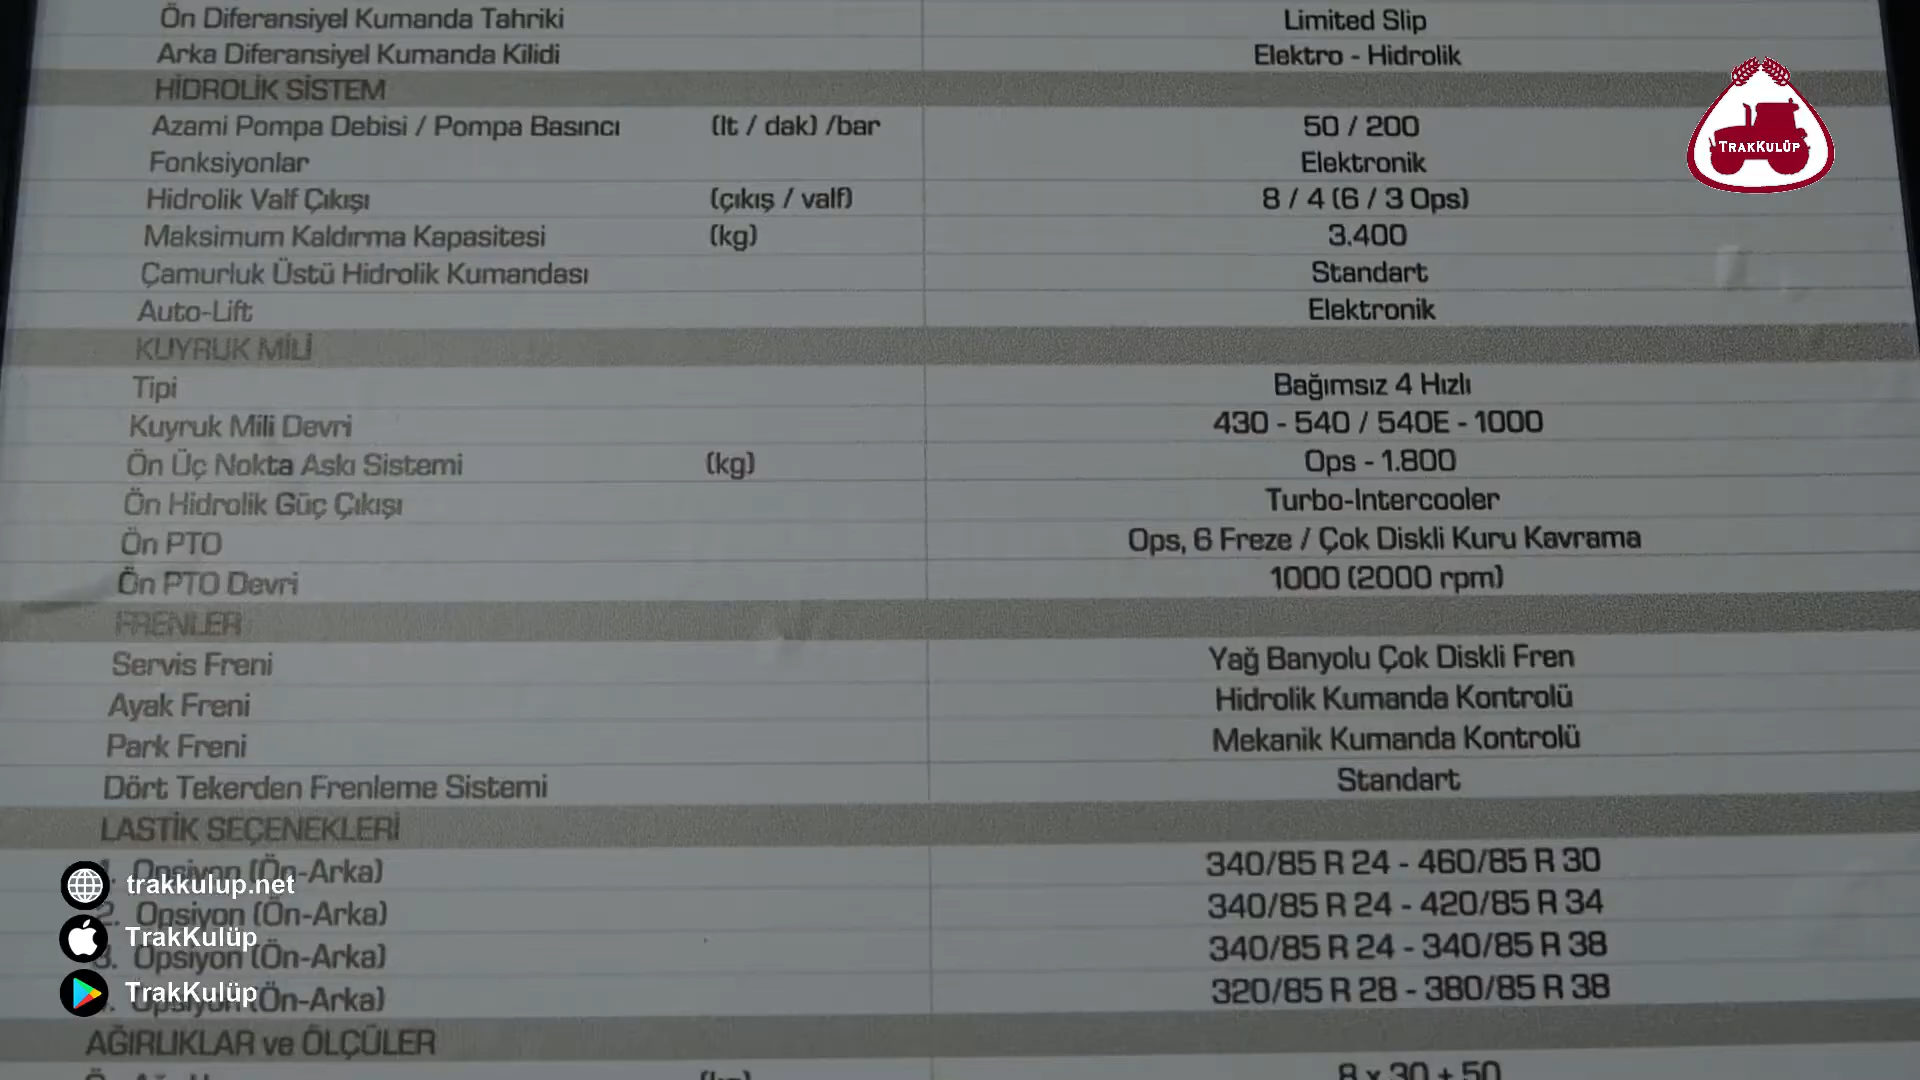 Ön Diferansiyel Kumanda Tahriki Limited Slip
Arka Diferansiyel Kumanda Kilidi Elektro - Hidrolik
HİDROLİK SİSTEM
Azami Pompa Debisi / Pompa Basıncı (lt / dak) /bar 50 / 200
Fonksiyonlar Elektronik
Hidrolik Valf Çıkışı (çıkış / valf) 8 / 4 (6 / 3 Ops)
Maksimum Kaldırma Kapasitesi (kg) 3.400
Çamurluk Üstü Hidrolik Kumandası Standart
Auto-Lift Elektronik
KUYRUK MİLİ
Tipi Bağımsız 4 Hızlı
Kuyruk Mili Devri 430 - 540 / 540E - 1000
Ön Üç Nokta Askı Sistemi (kg) Ops - 1.800
Ön Hidrolik Güç Çıkışı Turbo-Intercooler
Ön PTO Ops, 6 Freze / Çok Diskli Kuru Kavrama
Ön PTO Devri 1000 (2000 rpm)
FRENLER
Servis Freni Yağ Banyolu Çok Diskli Fren
Ayak Freni Hidrolik Kumanda Kontrolü
Park Freni Mekanik Kumanda Kontrolü
Dört Tekerden Frenleme Sistemi Standart
LASTİK SEÇENEKLERİ
Opsiyon (Ön-Arka) 340/85 R 24 - 460/85 R 30
2. Opsiyon (Ön-Arka) 340/85 R 24 - 420/85 R 34
3. Opsiyon (Ön-Arka) 340/85 R 24 - 340/85 R 38
Opsiyon (Ön-Arka) 320/85 R 28 - 380/85 R 38
AĞIRLIKLAR ve ÖLÇÜLER
(kg) 8 x 30 + 50
TRAKKULÜP
trakkulup.net
TrakKulüp
TrakKulüp